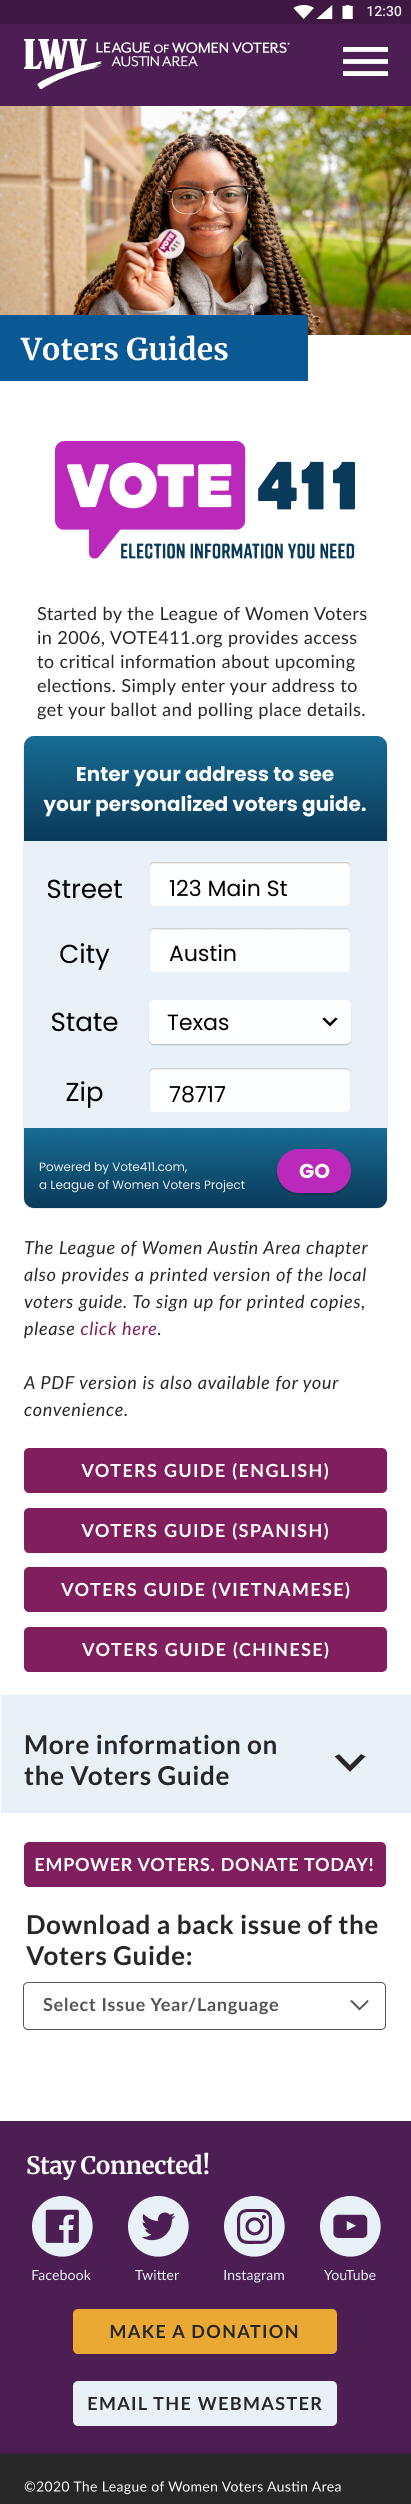 12:30
LWV LEAGUE OF WOMEN VOTERS®
AUSTIN AREA
VOTE
411
Voters Guides
VOTE 411
ELECTION INFORMATION YOU NEED
Started by the League of Women Voters
in 2006, VOTE411.org provides access
to critical information about upcoming
elections. Simply enter your address to
get your ballot and polling place details.
Enter your address to see
your personalized voters guide.
Street 123 Main St
City Austin
State Texas
Zip 78717
Powered by Vote411.com,
a League of Women Voters Project
GO
The League of Women Austin Area chapter
also provides a printed version of the local
voters guide. To sign up for printed copies,
please click here.
A PDF version is also available for your
convenience.
VOTERS GUIDE (ENGLISH)
VOTERS GUIDE (SPANISH)
VOTERS GUIDE (VIETNAMESE)
VOTERS GUIDE (CHINESE)
More information on
the Voters Guide
EMPOWER VOTERS. DONATE TODAY!
Download a back issue of the
Voters Guide:
Select Issue Year/Language
Stay Connected!
Facebook Twitter Instagram YouTube
MAKE A DONATION
EMAIL THE WEBMASTER
©2020 The League of Women Voters Austin Area